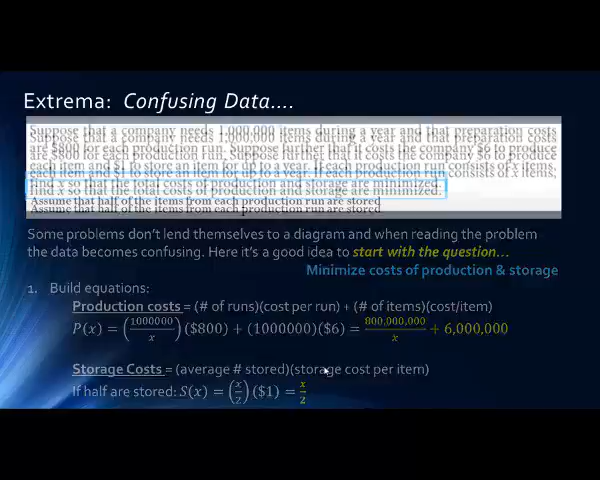 Extrema: Confusing Data....
Suppose that a company needs 1,000,000 items during a year and that preparation costs
are $800 for each production run. Suppose further that it costs the company $6 to produce
each item and $1 to store an item for up to a year. If each production run consists of x items,
find x so that the total costs of production and storage are minimized.
Assume that half of the items from each production run are stored
Some problems don't lend themselves to a diagram and when reading the problem
the data becomes confusing. Here it's a good idea to start with the question...
Minimize costs of production & storage
1. Build equations:
Production costs = (# of runs)(cost per run) + (# of items)(cost/item)
P(x) = (1000000/x)($800) + (1000000)($6) = 800,000,000/x + 6,000,000
Storage Costs = (average # stored)(storage cost per item)
If half are stored: S(x) = (x/2)($1) = x/2